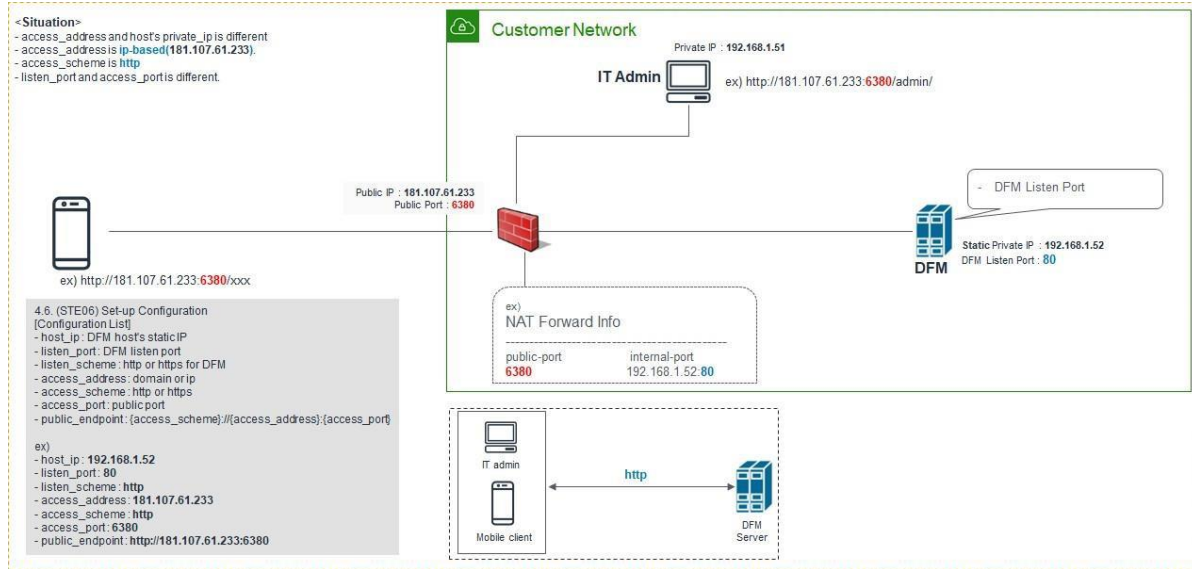 <Situation>
- access_address and host's private_ip is different
- access_address is ip-based(181.107.61.233).
- access_scheme is http
- listen_port and access_port is different.
Customer Network
Private IP : 192.168.1.51
IT Admin
ex) http://181.107.61.233:6380/admin/
Public IP : 181.107.61.233
Public Port : 6380
- DFM Listen Port
Static Private IP : 192.168.1.52
DFM Listen Port : 80
DFM
ex) http://181.107.61.233:6380/xxx
ex)
NAT Forward Info
public-port internal-port
6380 192.168.1.52:80
4.6. (STE06) Set-up Configuration
[Configuration List]
- host_ip : DFM host's static IP
- listen_port : DFM listen port
- listen_scheme : http or https for DFM
- access_address : domain or ip
- access_scheme : http or https
- access_port : public port
- public_endpoint : {access_scheme}://{access_address}:{access_port}
ex)
- host_ip : 192.168.1.52
- listen_port : 80
- listen_scheme : http
- access_address : 181.107.61.233
- access_scheme : http
- access_port : 6380
- public_endpoint : http://181.107.61.233:6380
IT admin
Mobile client
http
DFM
Server